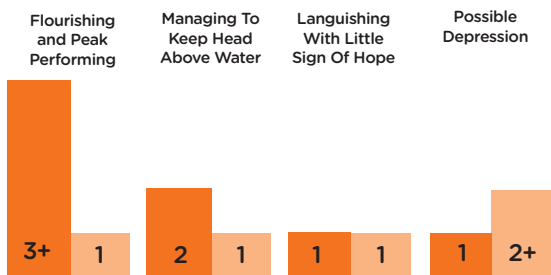 Flourishing
and Peak
Performing
Managing To
Keep Head
Above Water
Languishing
With Little
Sign Of Hope
Possible
Depression
3+ 1
2 1
1 1
1 2+